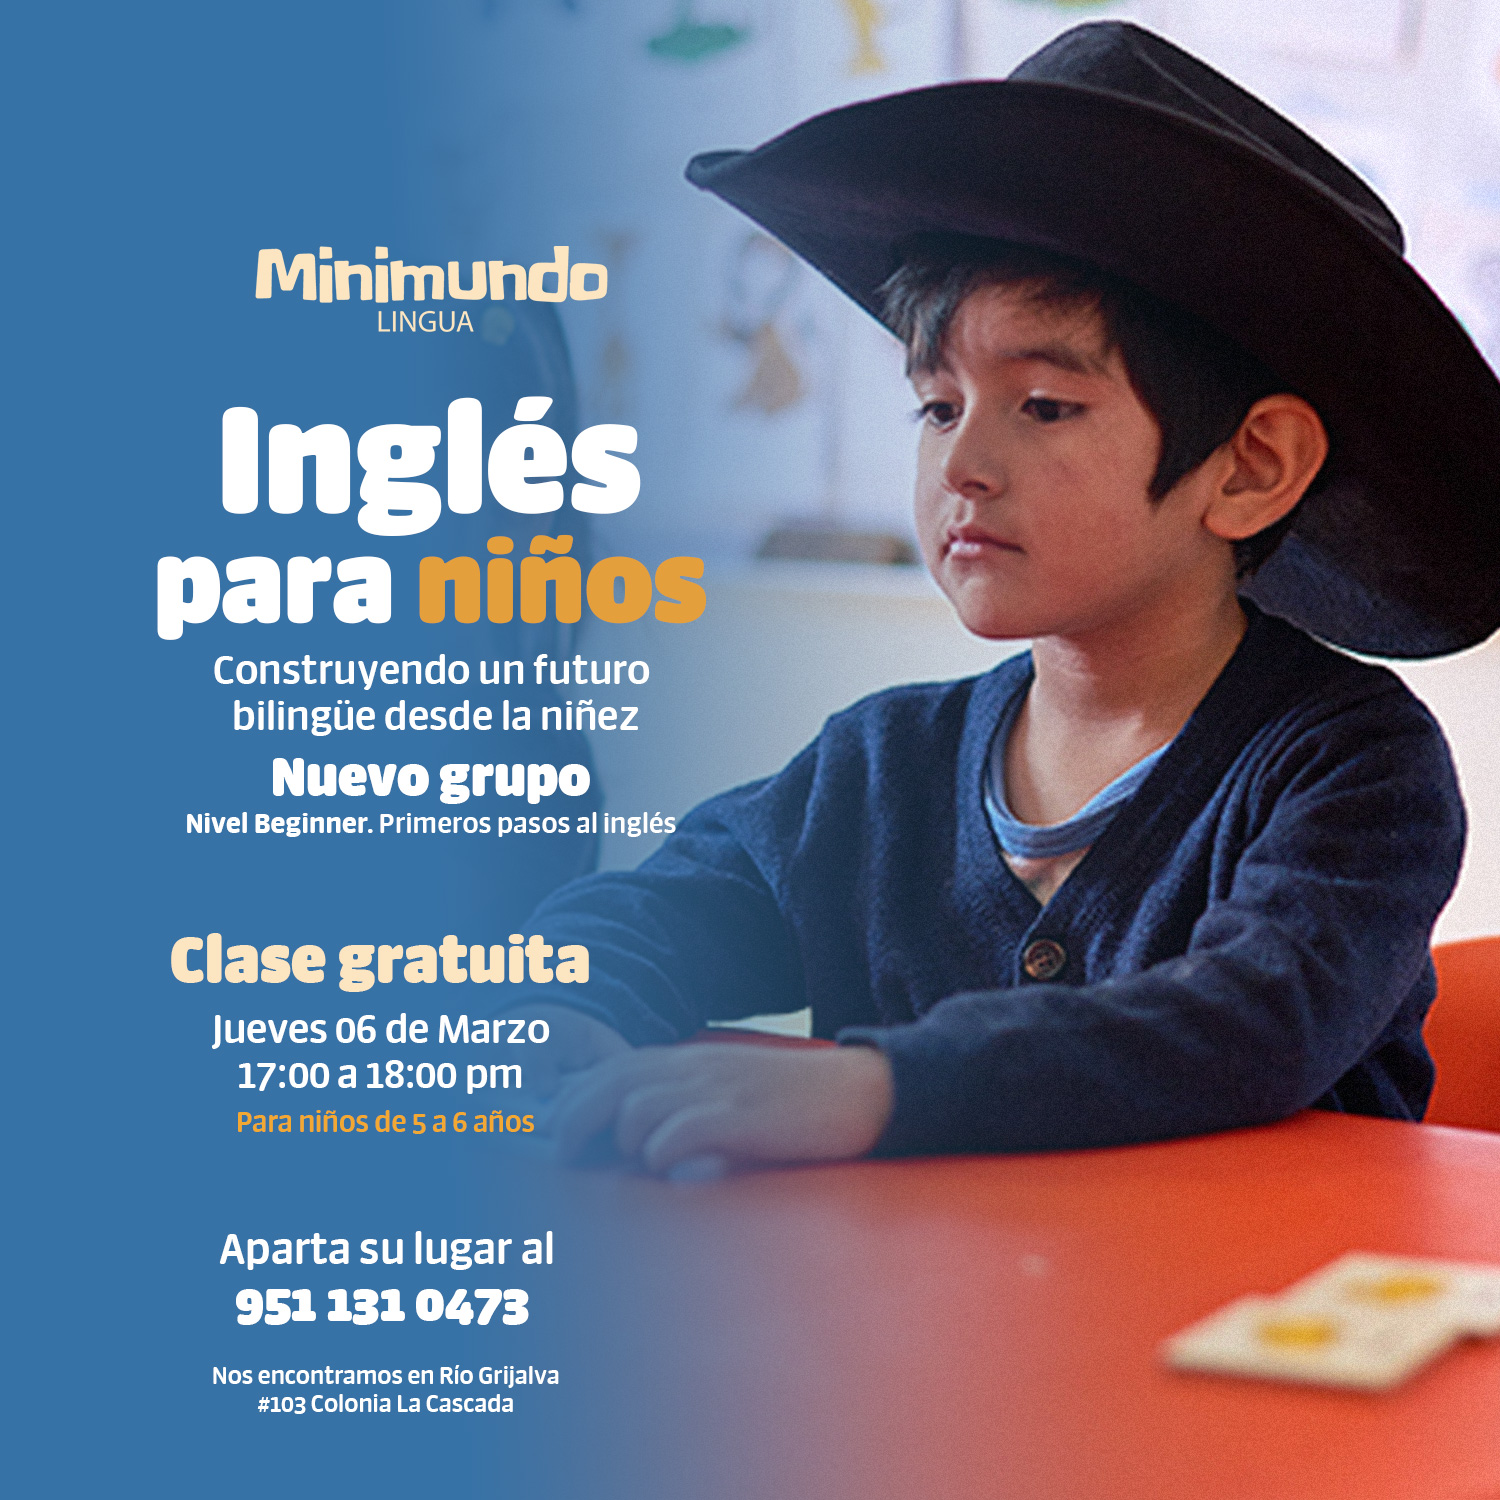 Minimundo
LINGUA
Inglés
para niños
Construyendo un futuro
bilingüe desde la niñez
Nuevo grupo
Nivel Beginner. Primeros pasos al inglés
Clase gratuita
Jueves 06 de Marzo
17:00 a 18:00 pm
Para niños de 5 a 6 años
Aparta su lugar al
951 131 0473
Nos encontramos en Río Grijalva
#103 Colonia La Cascada